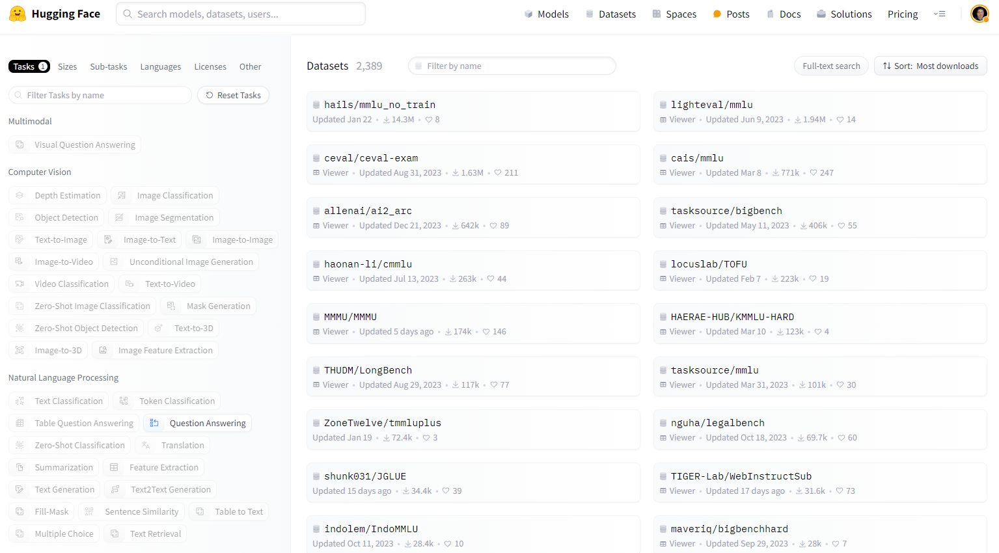 Hugging Face
Search models, datasets, users...
Models
Datasets
Spaces
Posts
Docs
Solutions
Pricing
Tasks 1
Sizes
Sub-tasks
Languages
Licenses
Other
Filter Tasks by name
Reset Tasks
Multimodal
Visual Question Answering
Computer Vision
Depth Estimation
Image Classification
Object Detection
Image Segmentation
Text-to-Image
Image-to-Text
Image-to-Image
Image-to-Video
Unconditional Image Generation
Video Classification
Text-to-Video
Zero-Shot Image Classification
Mask Generation
Zero-Shot Object Detection
Text-to-3D
Image-to-3D
Image Feature Extraction
Natural Language Processing
Text Classification
Token Classification
Table Question Answering
Question Answering
Zero-Shot Classification
Translation
Summarization
Feature Extraction
Text Generation
Text2Text Generation
Fill-Mask
Sentence Similarity
Table to Text
Multiple Choice
Text Retrieval
Datasets 2,389
Filter by name
Full-text search
Sort: Most downloads
hails/mmlu_no_train
Updated Jan 22 • 14.3M • 8
lighteval/mmlu
Viewer • Updated Jun 9, 2023 • 1.94M • 14
ceval/ceval-exam
Viewer • Updated Aug 31, 2023 • 1.63M • 211
cais/mmlu
Viewer • Updated Mar 8 • 771k • 247
allenai/ai2_arc
Viewer • Updated Dec 21, 2023 • 642k • 89
tasksource/bigbench
Viewer • Updated May 11, 2023 • 406k • 55
haonan-li/cmmlu
Viewer • Updated Jul 13, 2023 • 263k • 44
locuslab/TOFU
Viewer • Updated Feb 7 • 223k • 19
MMMU/MMMU
Viewer • Updated 5 days ago • 174k • 146
HAERAE-HUB/KMMLU-HARD
Viewer • Updated Mar 10 • 123k • 4
THUDM/LongBench
Viewer • Updated Aug 29, 2023 • 117k • 77
tasksource/mmlu
Viewer • Updated Mar 31, 2023 • 101k • 30
ZoneTwelve/tmmluplus
Updated Jan 19 • 72.4k • 3
nguha/legalbench
Viewer • Updated Oct 18, 2023 • 69.7k • 60
shunk031/JGLUE
Updated 15 days ago • 34.4k • 39
TIGER-Lab/WebInstructSub
Viewer • Updated 17 days ago • 31.6k • 73
indolem/IndoMMLU
Updated Oct 11, 2023 • 28.4k • 10
maveriq/bigbenchhard
Viewer • Updated Sep 29, 2023 • 28k • 7